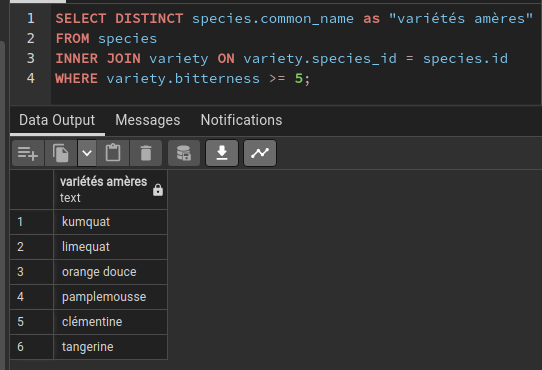 1 SELECT DISTINCT species.common_name as "variétés amères"
2 FROM species
3 INNER JOIN variety ON variety.species_id = species.id
4 WHERE variety.bitterness >= 5;
Data Output Messages Notifications
variétés amères
text
1 kumquat
2 limequat
3 orange douce
4 pamplemousse
5 clémentine
6 tangerine